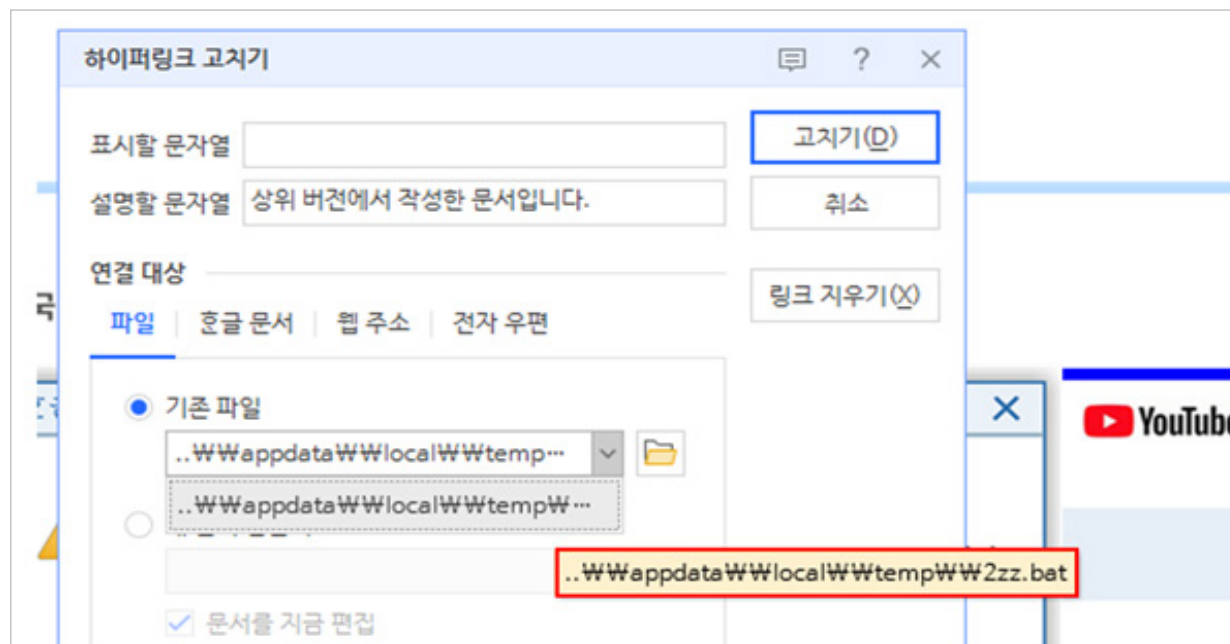 하이퍼링크 고치기
?
표시할 문자열
고치기(D)
설명할 문자열 상위 버전에서 작성한 문서입니다.
취소
연결 대상
링크 지우기(X)
파일 | 훈글 문서 | 웹 주소 | 전자 우편
기존 파일
..₩₩appdata₩₩local₩₩temp…
..₩₩appdata₩₩local₩₩temp₩…
..₩₩appdata₩₩local₩₩temp₩₩2zz.bat
문서를 지금 편집
YouTube